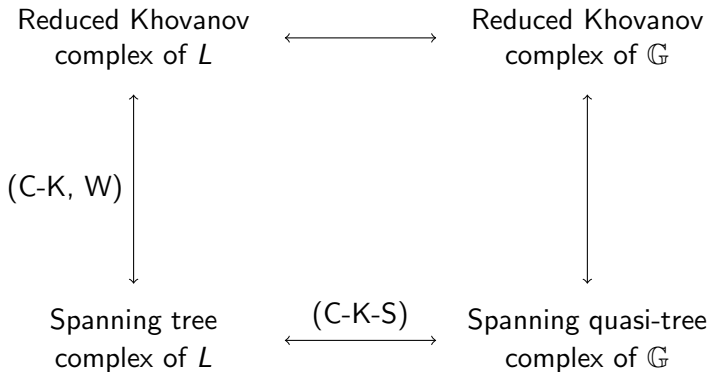 Reduced Khovanov
complex of L
Reduced Khovanov
complex of 𝔾
(C-K, W)
Spanning tree
complex of L
(C-K-S)
Spanning quasi-tree
complex of 𝔾